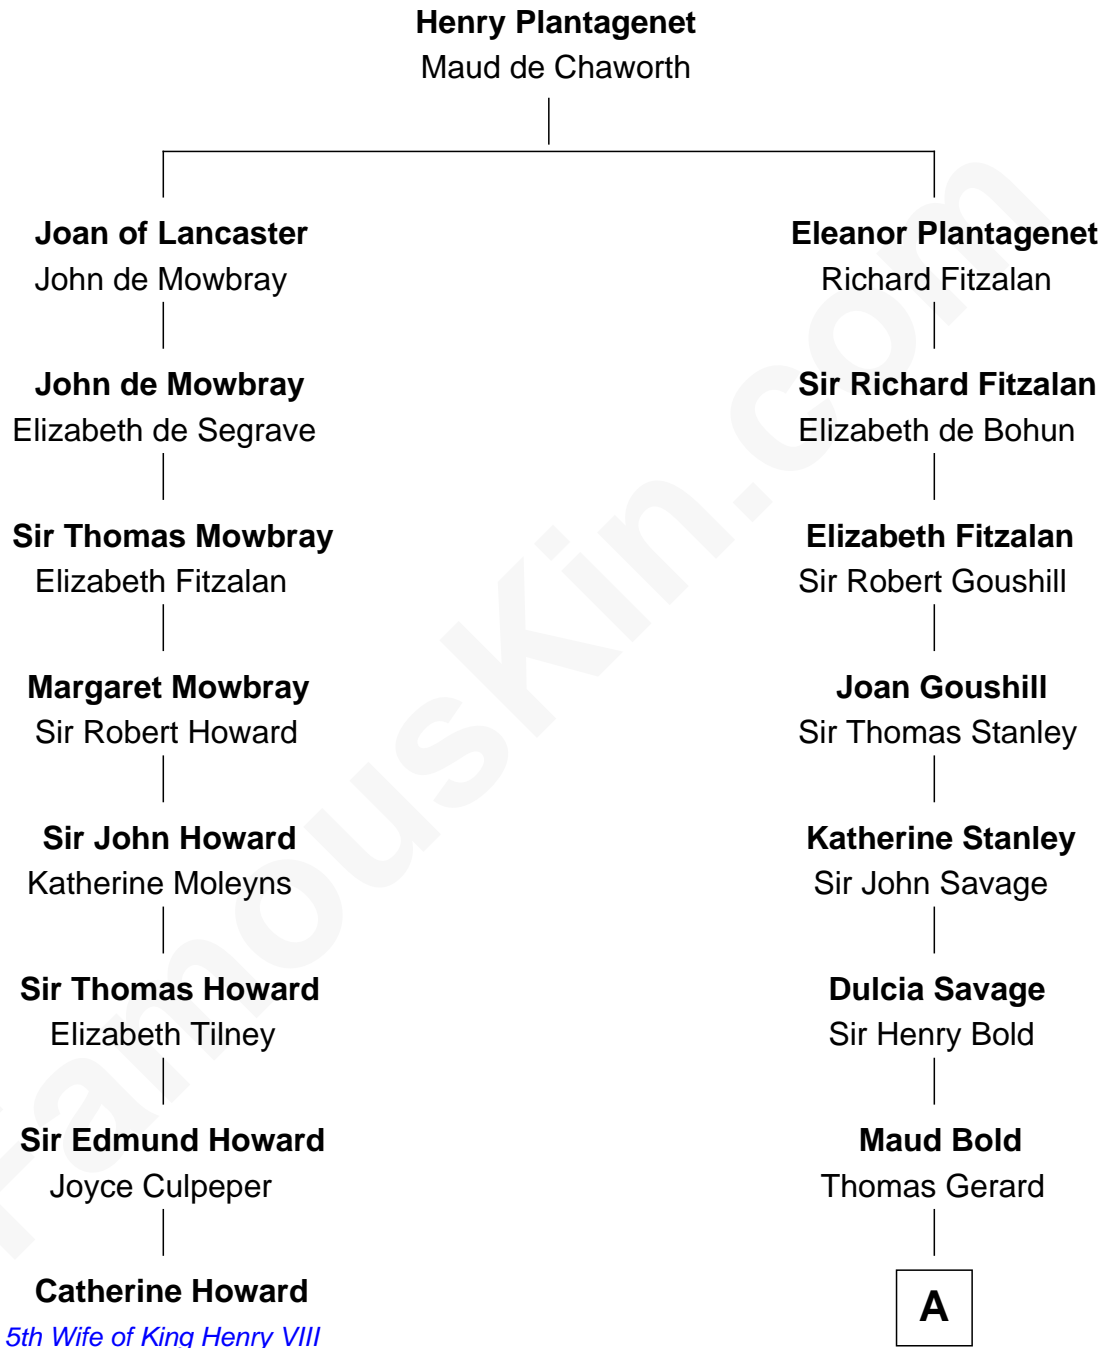 Henry Plantagenet
Maud de Chaworth
Joan of Lancaster
John de Mowbray
Eleanor Plantagenet
Richard Fitzalan
John de Mowbray
Elizabeth de Segrave
Sir Richard Fitzalan
Elizabeth de Bohun
Sir Thomas Mowbray
Elizabeth Fitzalan
Elizabeth Fitzalan
Sir Robert Goushill
Margaret Mowbray
Sir Robert Howard
Joan Goushill
Sir Thomas Stanley
Sir John Howard
Katherine Moleyns
Katherine Stanley
Sir John Savage
Sir Thomas Howard
Elizabeth Tilney
Dulcia Savage
Sir Henry Bold
Sir Edmund Howard
Joyce Culpeper
Maud Bold
Thomas Gerard
Catherine Howard
5th Wife of King Henry VIII
A
FamousKin.com